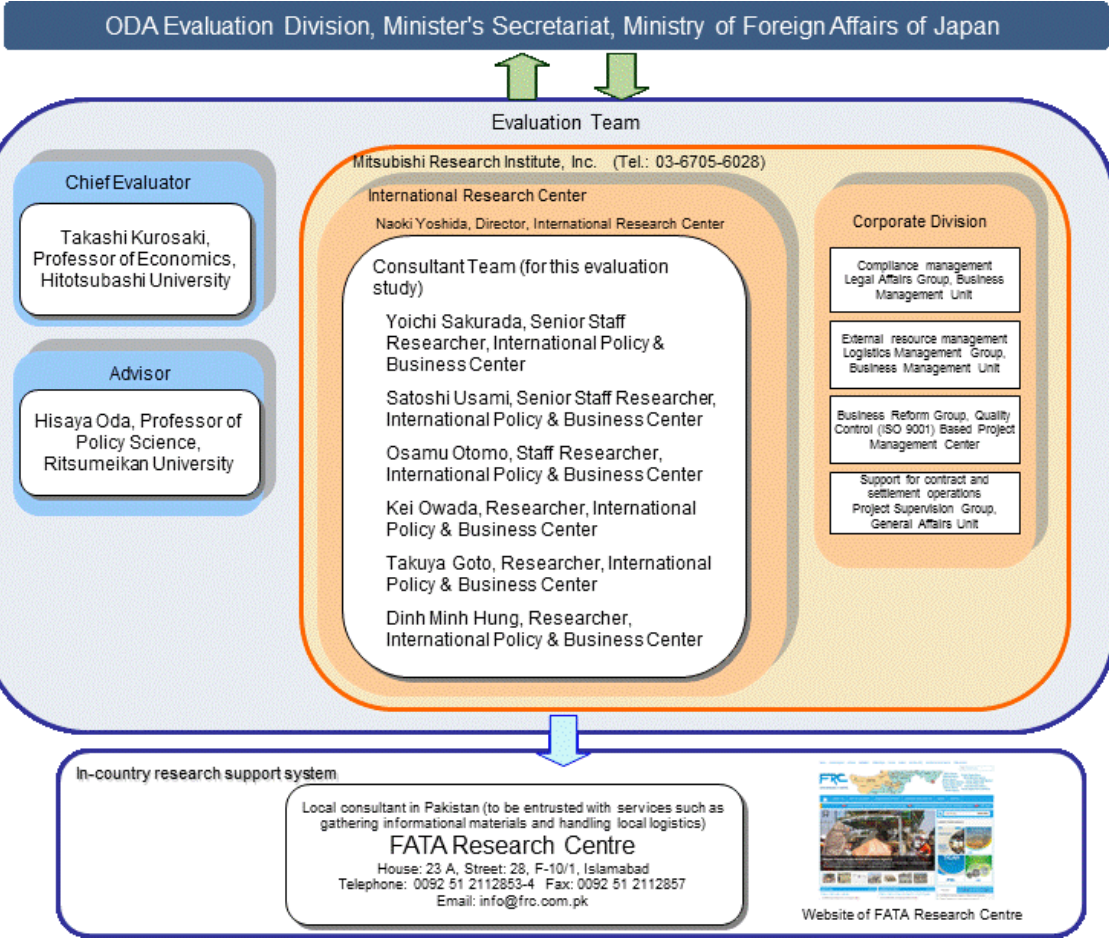 ODA Evaluation Division, Minister's Secretariat, Ministry of Foreign Affairs of Japan
Evaluation Team
Chief Evaluator
Takashi Kurosaki,
Professor of Economics,
Hitotsubashi University
Advisor
Hisaya Oda, Professor of
Policy Science,
Ritsumeikan University
Mitsubishi Research Institute, Inc. (Tel.: 03-6705-6028)
International Research Center
Naoki Yoshida, Director, International Research Center
Consultant Team (for this evaluation
study)
Yoichi Sakurada, Senior Staff
Researcher, International Policy &
Business Center
Satoshi Usami, Senior Staff Researcher,
International Policy & Business Center
Osamu Otomo, Staff Researcher,
International Policy & Business Center
Kei Owada, Researcher, International
Policy & Business Center
Takuya Goto, Researcher, International
Policy & Business Center
Dinh Minh Hung, Researcher,
International Policy & Business Center
Corporate Division
Compliance management
Legal Affairs Group, Business
Management Unit
External resource management
Logistics Management Group,
Business Management Unit
Business Reform Group, Quality
Control (ISO 9001) Based Project
Management Center
Support for contract and
settlement operations
Project Supervision Group,
General Affairs Unit
In-country research support system
Local consultant in Pakistan (to be entrusted with services such as
gathering informational materials and handling local logistics)
FATA Research Centre
House: 23 A, Street: 28, F-10/1, Islamabad
Telephone: 0092 51 2112853-4 Fax: 0092 51 2112857
Email: info@frc.com.pk
FRC
Website of FATA Research Centre